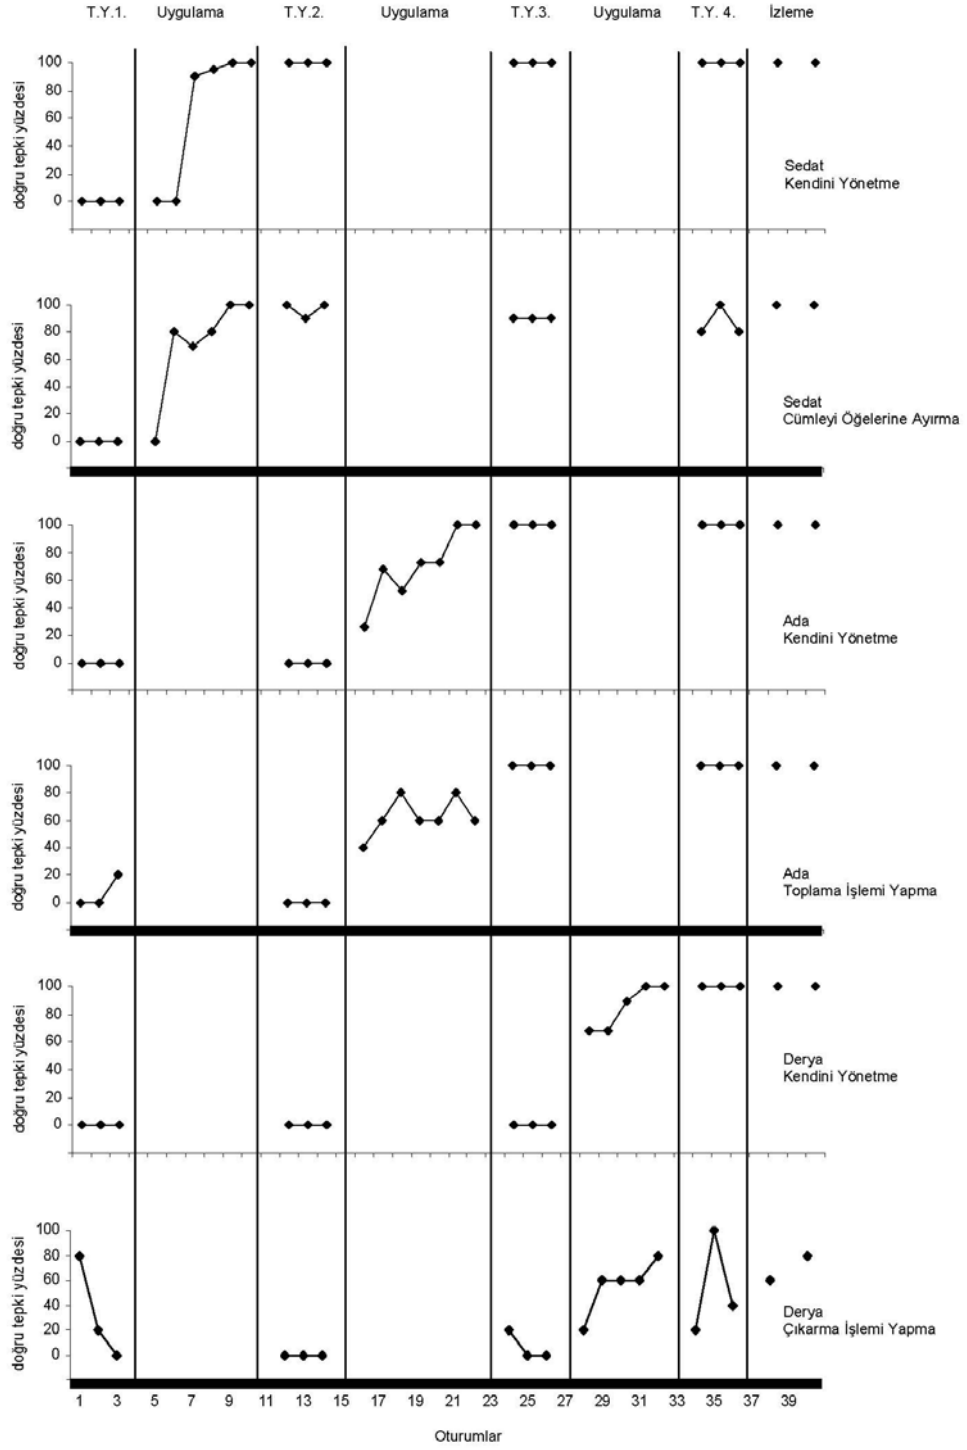 T.Y.1. Uygulama T.Y.2. Uygulama T.Y.3. Uygulama T.Y. 4. İzleme
doğru tepki yüzdesi
100
80
60
40
20
0
Sedat
Kendini Yönetme
doğru tepki yüzdesi
100
80
60
40
20
0
Sedat
Cümleyi Öğelerine Ayırma
doğru tepki yüzdesi
100
80
60
40
20
0
Ada
Kendini Yönetme
doğru tepki yüzdesi
100
80
60
40
20
0
Ada
Toplama İşlemi Yapma
doğru tepki yüzdesi
100
80
60
40
20
0
Derya
Kendini Yönetme
doğru tepki yüzdesi
100
80
60
40
20
0
Derya
Çıkarma İşlemi Yapma
1 3 5 7 9 11 13 15 17 19 21 23 25 27 29 31 33 35 37 39
Oturumlar